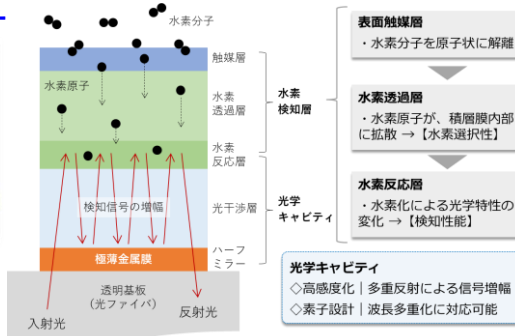 水素分子
触媒層
水素原子
水素
透過層
水素
反応層
水素
検知層
検知信号の増幅
光干渉層
光学
キャビティ
極薄金属膜
ハーフ
ミラー
透明基板
(光ファイバ)
入射光
反射光
表面触媒層
・水素分子を原子状に解離
水素透過層
・水素原子が、積層膜内部
に拡散 →【水素選択性】
水素反応層
・水素化による光学特性の
変化 →【検知性能】
光学キャビティ
◇高感度化｜多重反射による信号増幅
◇素子設計｜波長多重化に対応可能